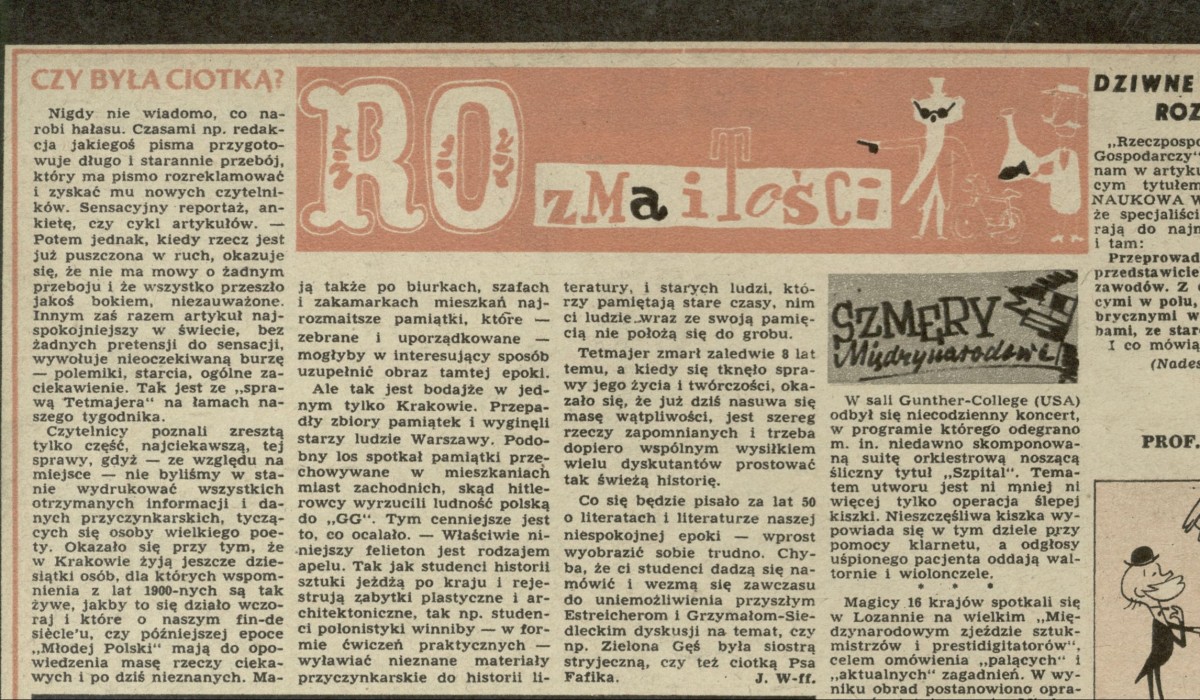 CZY BYŁA CIOTKĄ?
Nigdy nie wiadomo, co na-
robi hałasu. Czasami np. redak-
cja jakiegoś pisma przygoto-
wuje długo i starannie przebój,
który ma pismo rozreklamować
i zyskać mu nowych czytelni-
ków. Sensacyjny reportaż, an-
kietę, czy cykl artykułów. —
Potem jednak, kiedy rzecz jest
już puszczona w ruch, okazuje
się, że nie ma mowy o żadnym
przeboju i że wszystko przeszło
jakoś bokiem, niezauważone.
Innym zaś razem artykuł naj-
spokojniejszy w świecie, bez
żadnych pretensji do sensacji,
wywołuje nieoczekiwaną burzę
— polemiki, starcia, ogólne za-
ciekawienie. Tak jest ze „spra-
wą Tetmajera" na łamach na-
szego tygodnika.
Czytelnicy poznali zresztą
tylko część, najciekawszą, tej
sprawy, gdyż — ze względu na
miejsce — nie byliśmy w sta-
nie wydrukować wszystkich
otrzymanych informacji i da-
nych przyczynkarskich, tyczą-
cych się osoby wielkiego poe-
ty. Okazało się przy tym, że
w Krakowie żyją jeszcze dzie-
siątki osób, dla których wspom-
nienia z lat 1900-nych są tak
żywe, jakby to się działo wczo-
raj i które o naszym fin-de
siècle'u, czy późniejszej epoce
„Młodej Polski" mają do opo-
wiedzenia masę rzeczy cieka-
wych i po dziś nieznanych. Ma-
ROzmaitości
ją także po biurkach, szafach
i zakamarkach mieszkań naj-
rozmaitsze pamiątki, które —
zebrane i uporządkowane —
mogłyby w interesujący sposób
uzupełnić obraz tamtej epoki.
Ale tak jest bodajże w jed-
nym tylko Krakowie. Przepa-
dły zbiory pamiątek i wyginęli
starzy ludzie Warszawy. Podo-
bny los spotkał pamiątki prze-
chowywane w mieszkaniach
miast zachodnich, skąd hitle-
rowcy wyrzucili ludność polską
do „GG". Tym cenniejsze jest
to, co ocalało. — Właściwie ni-
niejszy felieton jest rodzajem
apelu. Tak jak studenci historii
sztuki jeżdżą po kraju i reje-
strują zabytki plastyczne i ar-
chitektoniczne, tak np. studen-
ci polonistyki winniby — w for-
mie ćwiczeń praktycznych —
wyławiać nieznane materiały
przyczynkarskie do historii li-
teratury, i starych ludzi, któ-
rzy pamiętają stare czasy, nim
ci ludzie wraz ze swoją pamię-
cią nie położą się do grobu.
Tetmajer zmarł zaledwie 8 lat
temu, a kiedy się tknęło spra-
wy jego życia i twórczości, oka-
zało się, że już dziś nasuwa się
masę wątpliwości, jest szereg
rzeczy zapomnianych i trzeba
dopiero wspólnym wysiłkiem
wielu dyskutantów prostować
tak świeżą historię.
Co się będzie pisało za lat 50
o literatach i literaturze naszej
niespokojnej epoki — wprost
wyobrazić sobie trudno. Chy-
ba, że ci studenci dadzą się na-
mówić i wezmą się zawczasu
do uniemożliwienia przyszłym
Estreicherom i Grzymałom-Sie-
dleckim dyskusji na temat, czy
np. Zielona Gęś była siostrą
stryjeczną, czy też ciotką Psa
Fafika. J. W-ff.
SZMERY
Międzynarodowe
W sali Gunther-College (USA)
odbył się niecodzienny koncert,
w programie którego odegrano
m. in. niedawno skomponowa-
ną suitę orkiestrową noszącą
śliczny tytuł „Szpital". Tema-
tem utworu jest ni mniej ni
więcej tylko operacja ślepej
kiszki. Nieszczęśliwa kiszka wy-
powiada się w tym dziele przy
pomocy klarnetu, a odgłosy
uśpionego pacjenta oddają wal-
tornie i wiolonczele.
* *
Magicy 16 krajów spotkali się
w Lozannie na wielkim „Mię-
dzynarodowym zjeździe sztuk-
mistrzów i prestidigitatorów",
celem omówienia „palących" i
„aktualnych" zagadnień. W wy-
niku obrad postanowiono opra-
DZIWNE
ROZ
„Rzeczpospo
Gospodarczy"
nam w artyku
cym tytułem
NAUKOWA W
że specjaliści
rają do najn
i tam:
Przeprowad
przedstawicie
zawodów. Z
cymi w polu,
brycznymi w
bami, ze star
I co mówią
(Nades
PROF.